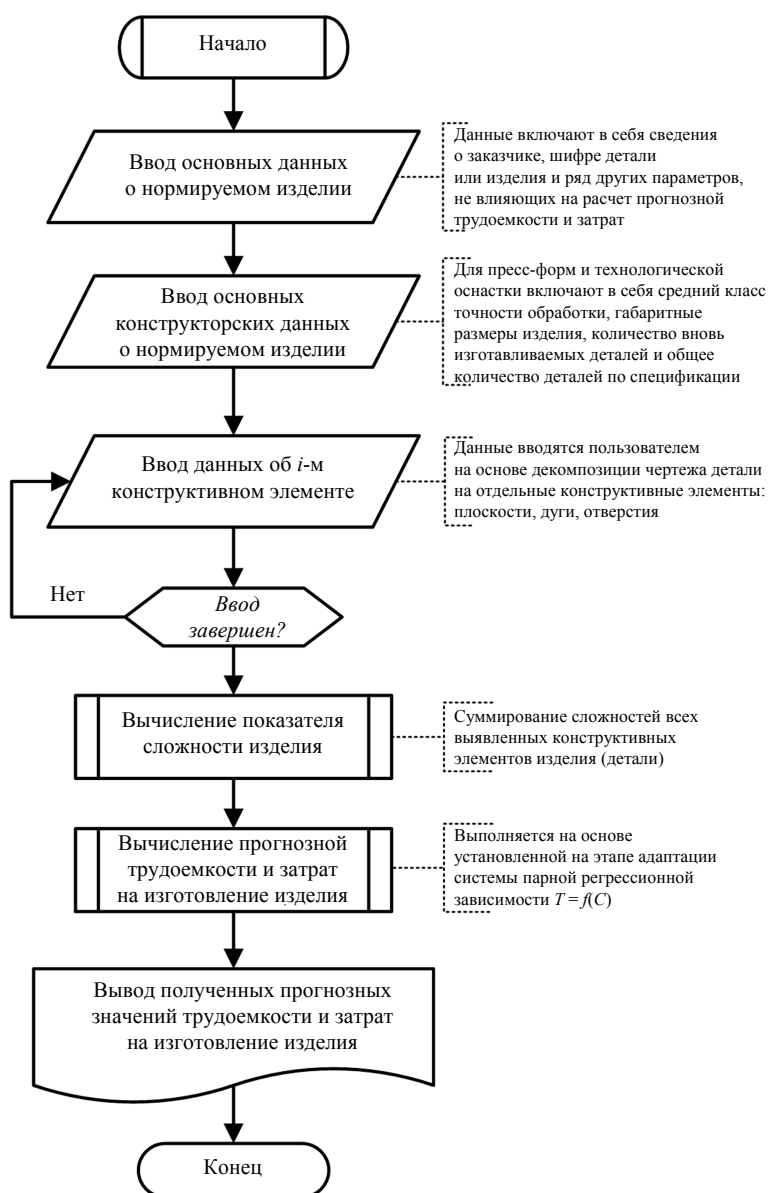 Начало
Ввод основных данных
о нормируемом изделии
Данные включают в себя сведения
о заказчике, шифре детали
или изделия и ряд других параметров,
не влияющих на расчет прогнозной
трудоемкости и затрат
Ввод основных
конструкторских данных
о нормируемом изделии
Для пресс-форм и технологической
оснастки включают в себя средний класс
точности обработки, габаритные
размеры изделия, количество вновь
изготавливаемых деталей и общее
количество деталей по спецификации
Ввод данных об i-м
конструктивном элементе
Данные вводятся пользователем
на основе декомпозиции чертежа детали
на отдельные конструктивные элементы:
плоскости, дуги, отверстия
Нет
Ввод
завершен?
Вычисление показателя
сложности изделия
Суммирование сложностей всех
выявленных конструктивных
элементов изделия (детали)
Вычисление прогнозной
трудоемкости и затрат
на изготовление изделия
Выполняется на основе
установленной на этапе адаптации
системы парной регрессионной
зависимости T = f(C)
Вывод полученных прогнозных
значений трудоемкости и затрат
на изготовление изделия
Конец